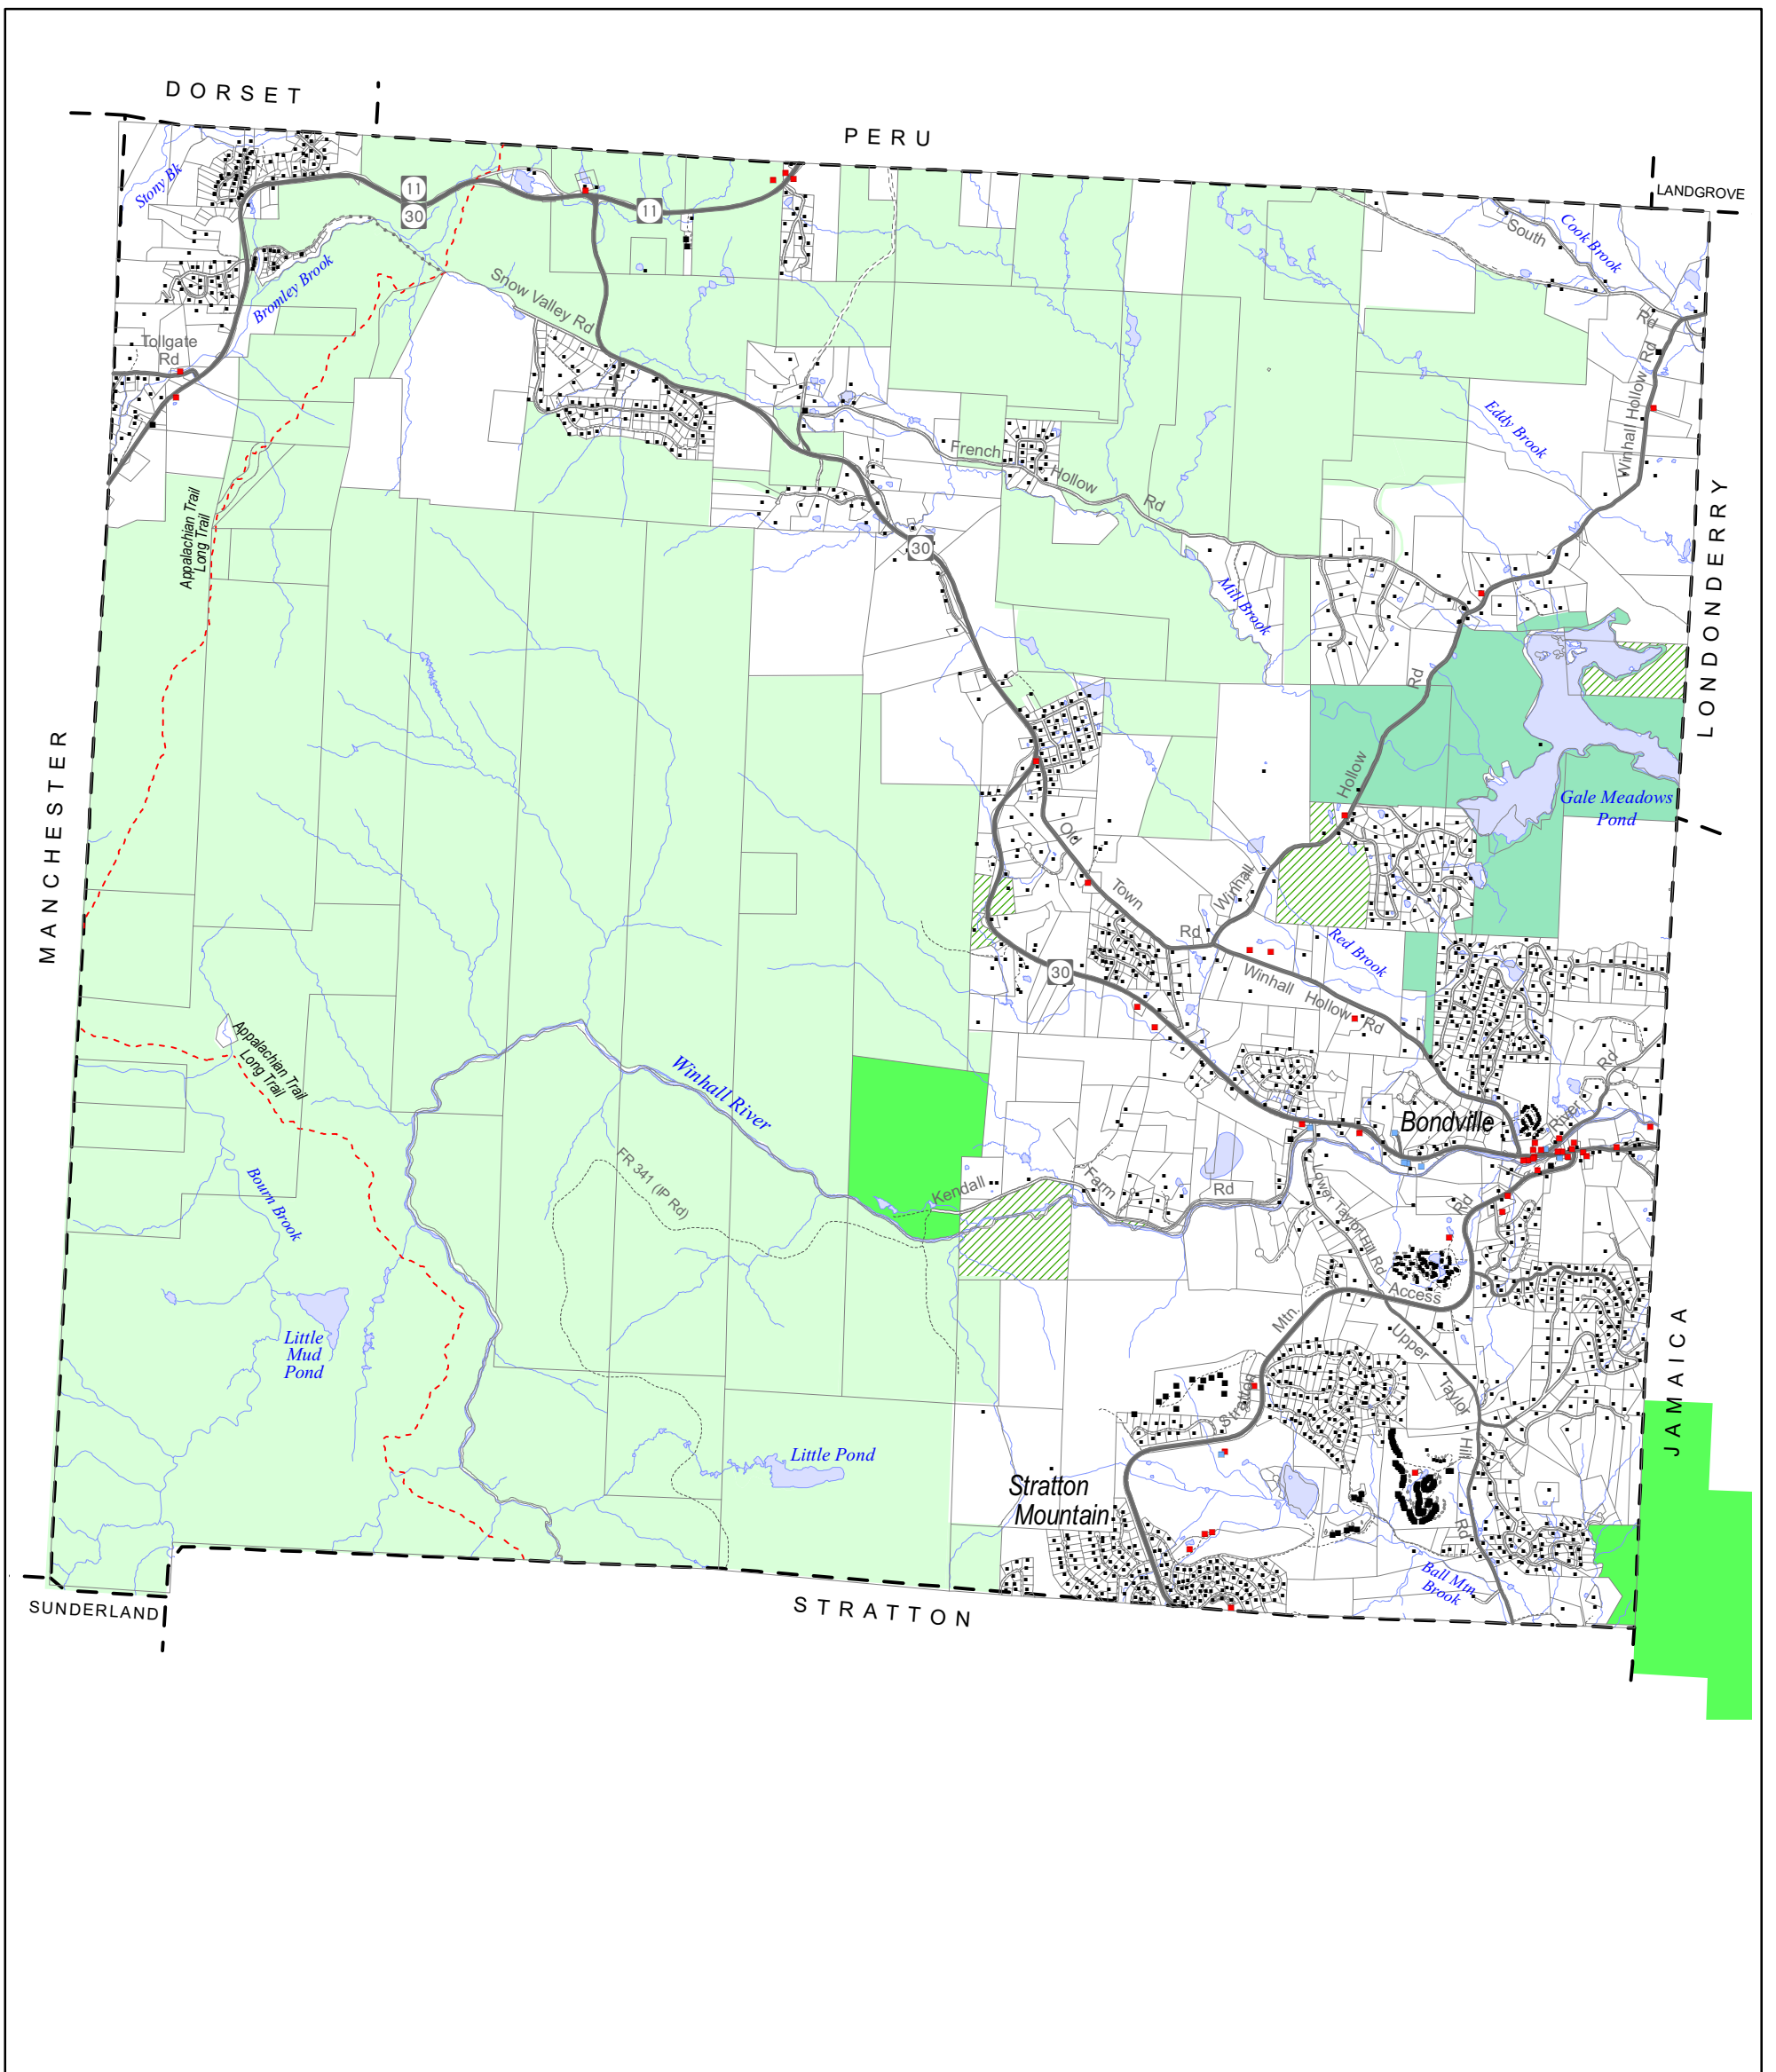 DORSET
PERU
LANDGROVE
Stony Bk
11
30
11
South
Cook Brook
Bromley Brook
Snow Valley Rd
Rd
Tollgate
Rd
Winhall Hollow Rd
Eddy Brook
French
Hollow
Rd
Appalachian Trail
Long Trail
30
LONDONDERRY
Mill Brook
Rd
MANCHESTER
Hollow
Gale Meadows
Pond
Old
Town
Rd
Winhall
Red Brook
30
Winhall Hollow Rd
Appalachian Trail
Long Trail
Winhall River
Rd
River
Bondville
FR 341 (IP Rd)
Kendall
Farm
Rd
Lower Taylor Hill Rd
Rd
Bourn Brook
Access
Mtn.
Upper
Little
Mud
Pond
Taylor
Stratton
JAMAICA
Little Pond
Hill
Stratton
Mountain
Rd
Ball Mtn.
Brook
SUNDERLAND
STRATTON